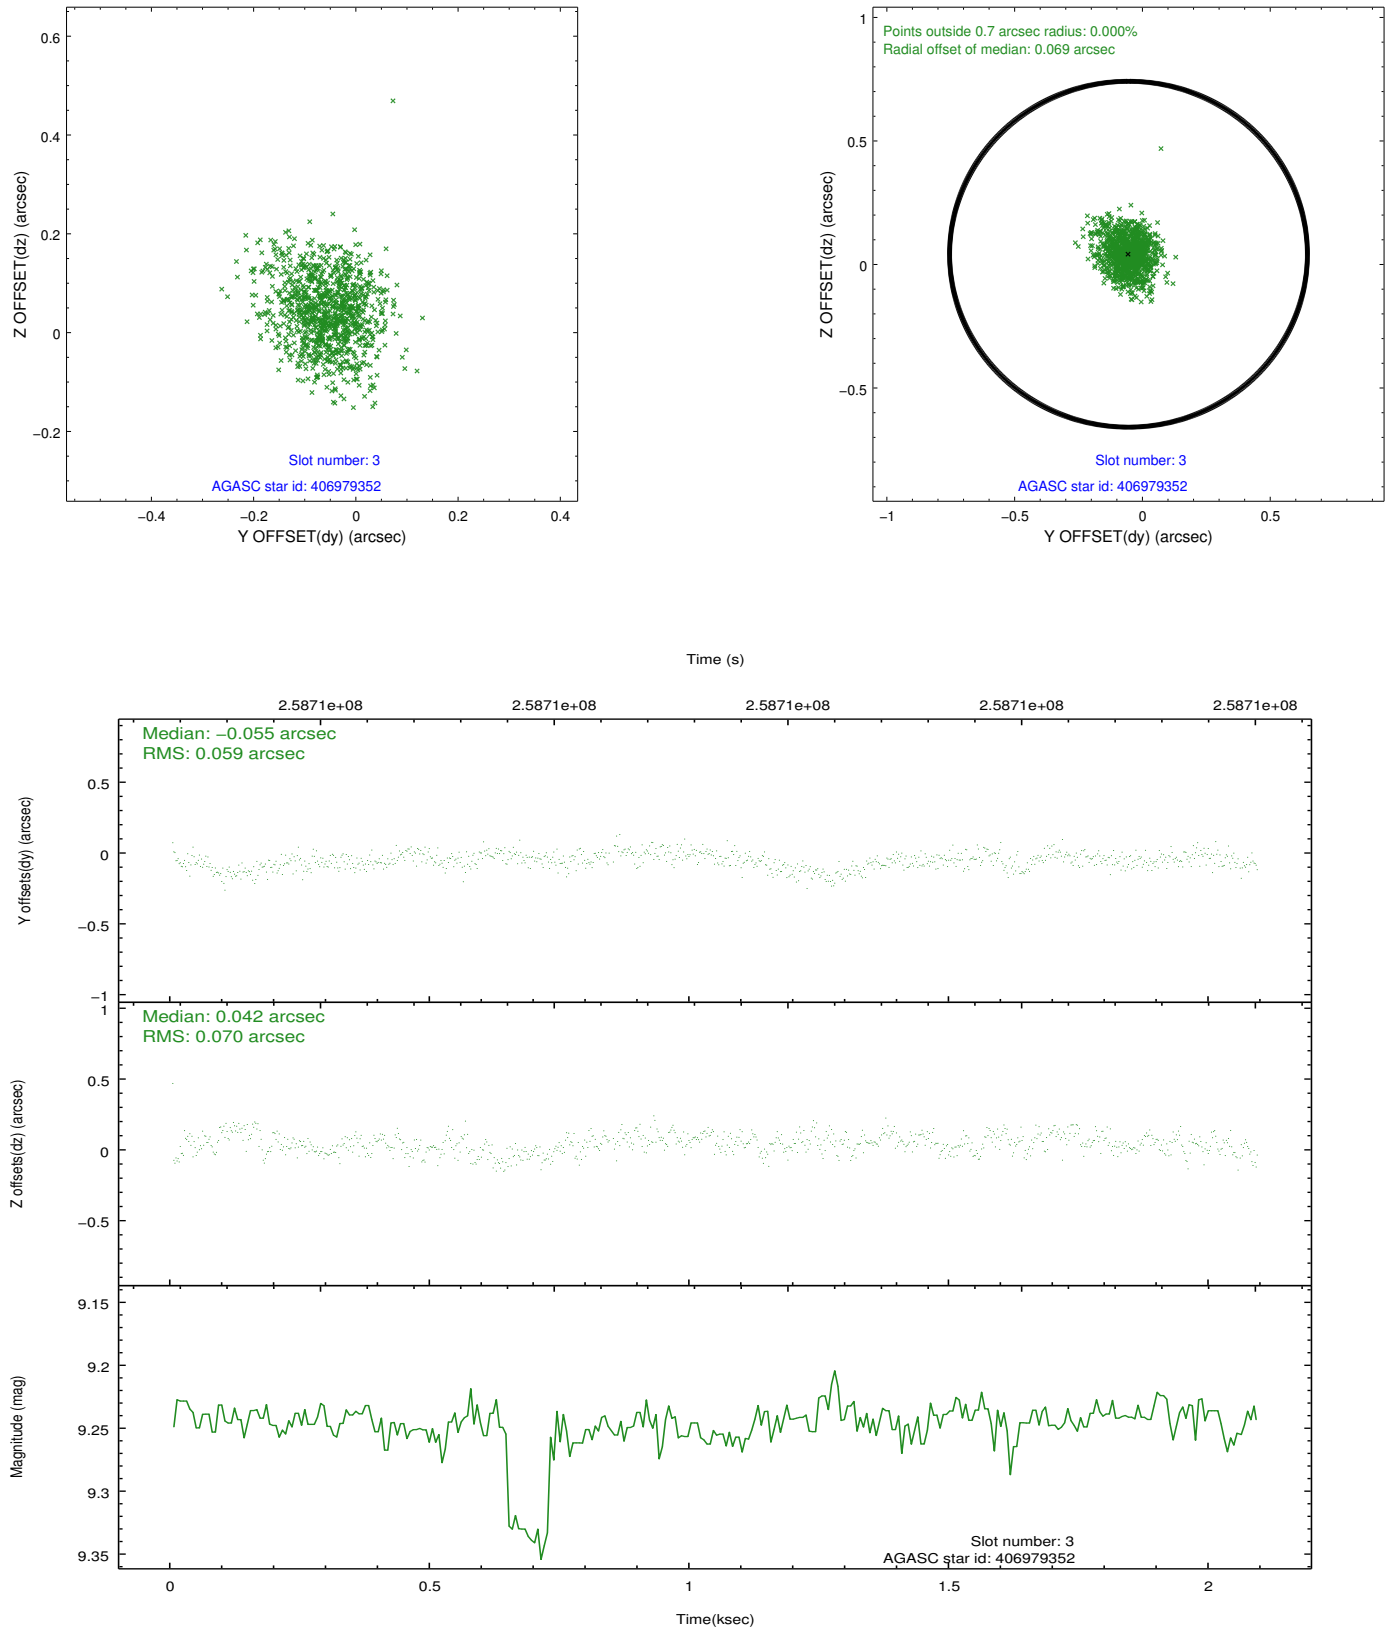 0.6
0.4
0.2
0
−0.2
Z OFFSET(dz) (arcsec)
Slot number: 3
AGASC star id: 406979352
−0.4 −0.2 0 0.2 0.4
Y OFFSET(dy) (arcsec)
Points outside 0.7 arcsec radius: 0.000%
Radial offset of median: 0.069 arcsec
1
0.5
0
−0.5
Z OFFSET(dz) (arcsec)
Slot number: 3
AGASC star id: 406979352
−1 −0.5 0 0.5
Y OFFSET(dy) (arcsec)
Time (s)
2.5871e+08 2.5871e+08 2.5871e+08 2.5871e+08 2.5871e+08
Median: −0.055 arcsec
RMS: 0.059 arcsec
0.5
0
−0.5
−1
Y offsets(dy) (arcsec)
Median: 0.042 arcsec
RMS: 0.070 arcsec
1
0.5
0
−0.5
Z offsets(dz) (arcsec)
9.15
9.2
9.25
9.3
9.35
Magnitude (mag)
Slot number: 3
AGASC star id: 406979352
0 0.5 1 1.5 2
Time(ksec)